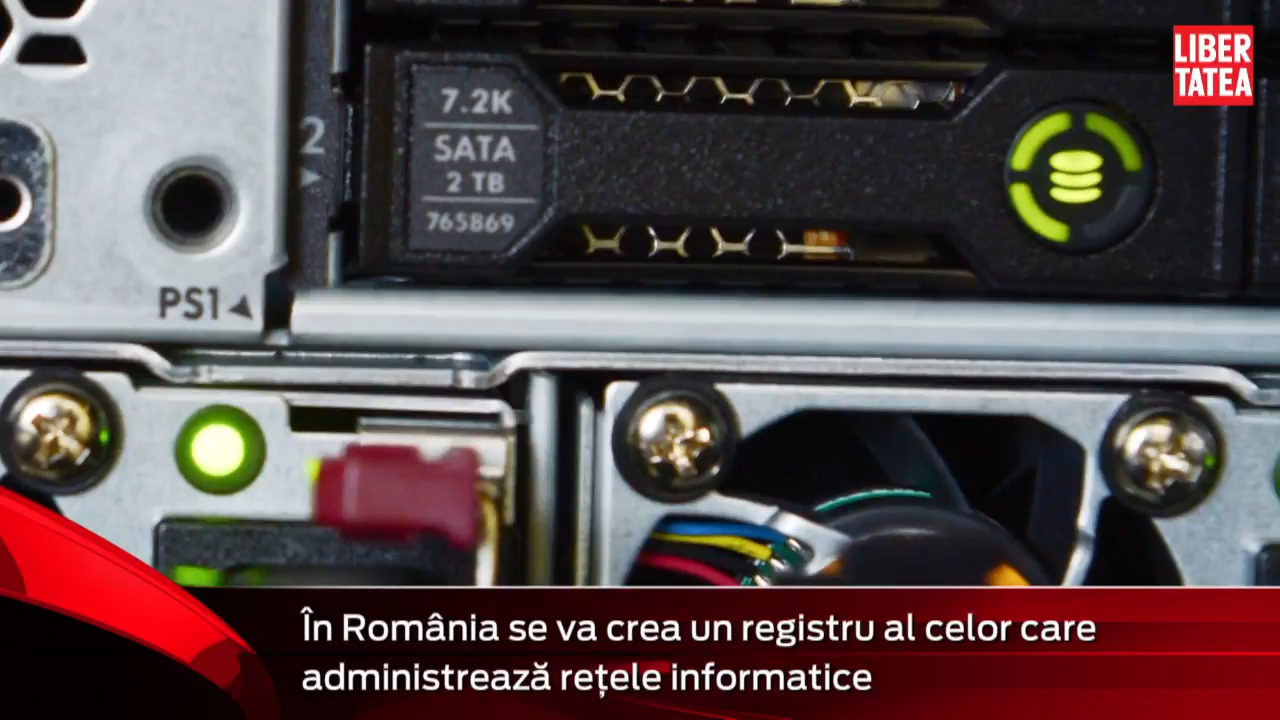 LIBER
TATEA
7.2K
SATA
2 TB
765869
2
PS1
În România se va crea un registru al celor care
administrează rețele informatice